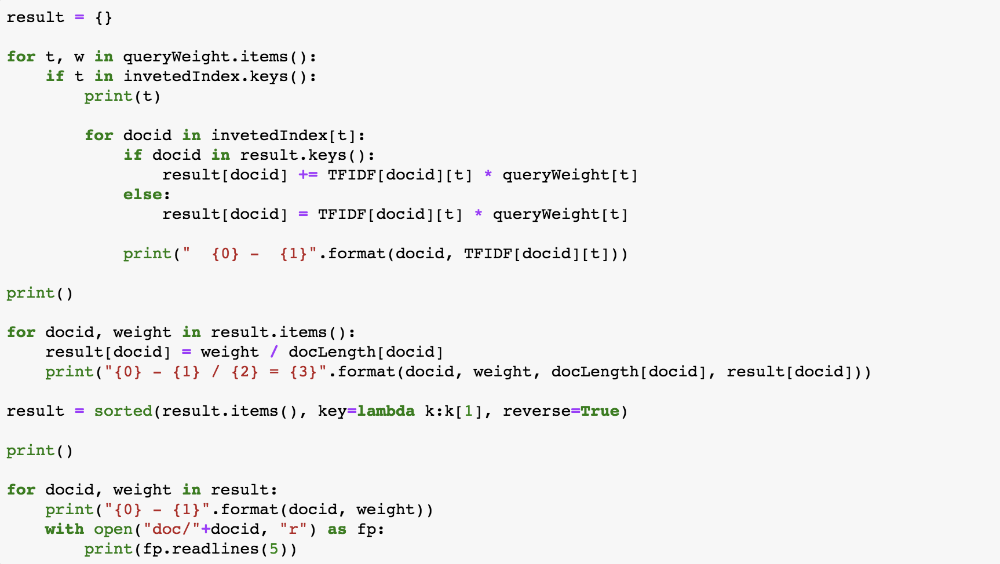 result = {}

for t, w in queryWeight.items():
    if t in invetedIndex.keys():
        print(t)

        for docid in invetedIndex[t]:
            if docid in result.keys():
                result[docid] += TFIDF[docid][t] * queryWeight[t]
            else:
                result[docid] = TFIDF[docid][t] * queryWeight[t]

            print("  {0} -  {1}".format(docid, TFIDF[docid][t]))

print()

for docid, weight in result.items():
    result[docid] = weight / docLength[docid]
    print("{0} - {1} / {2} = {3}".format(docid, weight, docLength[docid], result[docid]))

result = sorted(result.items(), key=lambda k:k[1], reverse=True)

print()

for docid, weight in result:
    print("{0} - {1}".format(docid, weight))
    with open("doc/"+docid, "r") as fp:
        print(fp.readlines(5))